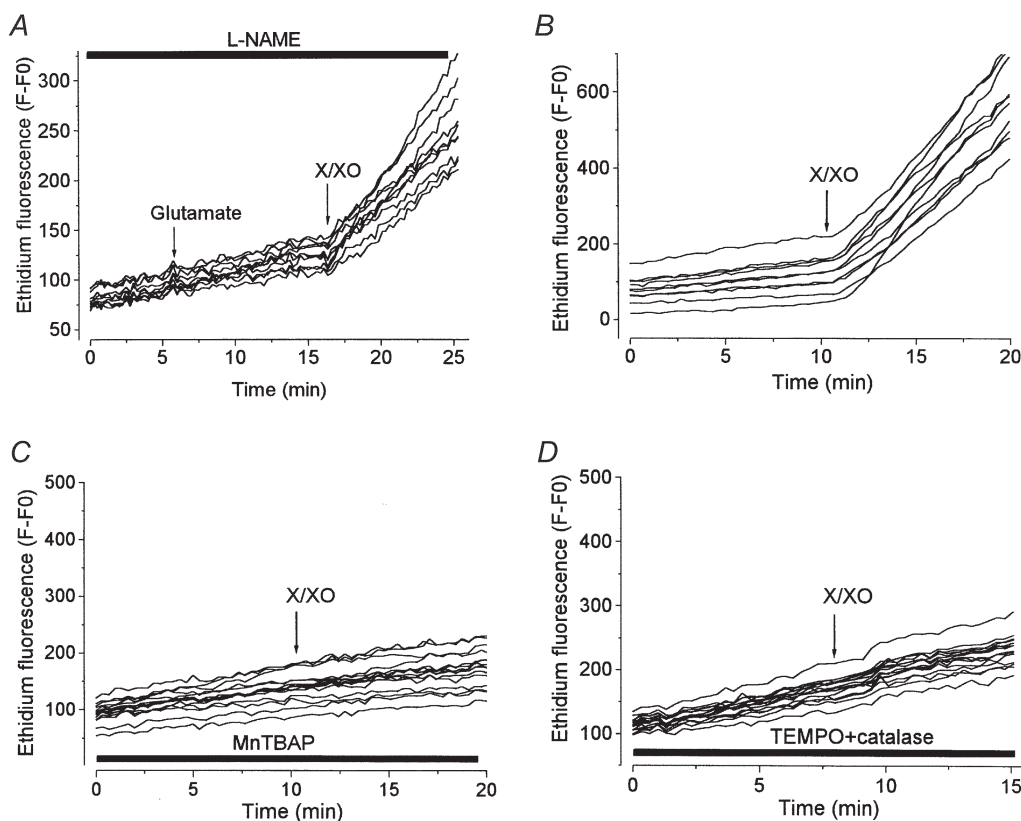 A
L-NAME
Ethidium fluorescence (F-F0)
300
250
200
150
100
50
Glutamate
X/XO
0 5 10 15 20 25
Time (min)
B
Ethidium fluorescence (F-F0)
600
400
200
0
X/XO
0 5 10 15 20
Time (min)
C
Ethidium fluorescence (F-F0)
500
400
300
200
100
X/XO
MnTBAP
0 5 10 15 20
Time (min)
D
Ethidium fluorescence (F-F0)
500
400
300
200
100
X/XO
TEMPO+catalase
0 5 10 15
Time (min)